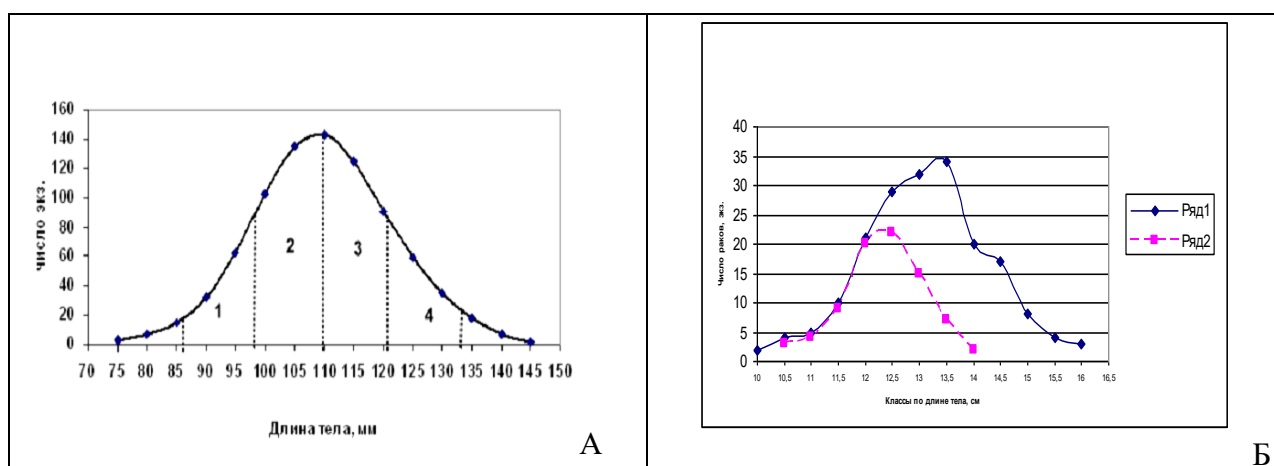 160
140
120
100
80
60
40
20
0
число экз.
1
2
3
4
70 75 80 85 90 95 100 105 110 115 120 125 130 135 140 145 150
Длина тела, мм
А
40
35
30
25
20
15
10
5
0
Число раков, экз.
10 10,5 11 11,5 12 12,5 13 13,5 14 14,5 15 15,5 16 16,5
Классы по длине тела, см
Ряд1
Ряд2
Б